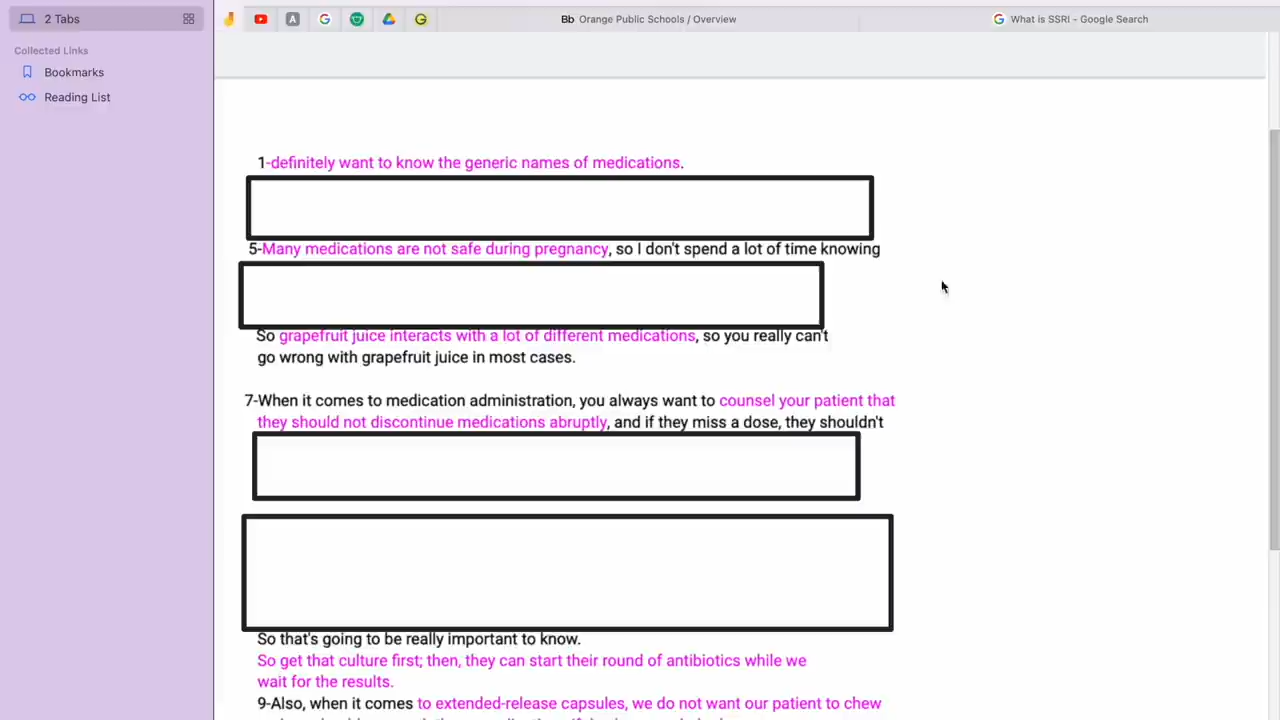 2 Tabs
Bb Orange Public Schools / Overview
What is SSRI - Google Search
Collected Links
Bookmarks
Reading List
1-definitely want to know the generic names of medications.
5-Many medications are not safe during pregnancy, so I don't spend a lot of time knowing
So grapefruit juice interacts with a lot of different medications, so you really can't
go wrong with grapefruit juice in most cases.
7-When it comes to medication administration, you always want to counsel your patient that
they should not discontinue medications abruptly, and if they miss a dose, they shouldn't
So that's going to be really important to know.
So get that culture first; then, they can start their round of antibiotics while we
wait for the results.
9-Also, when it comes to extended-release capsules, we do not want our patient to chew